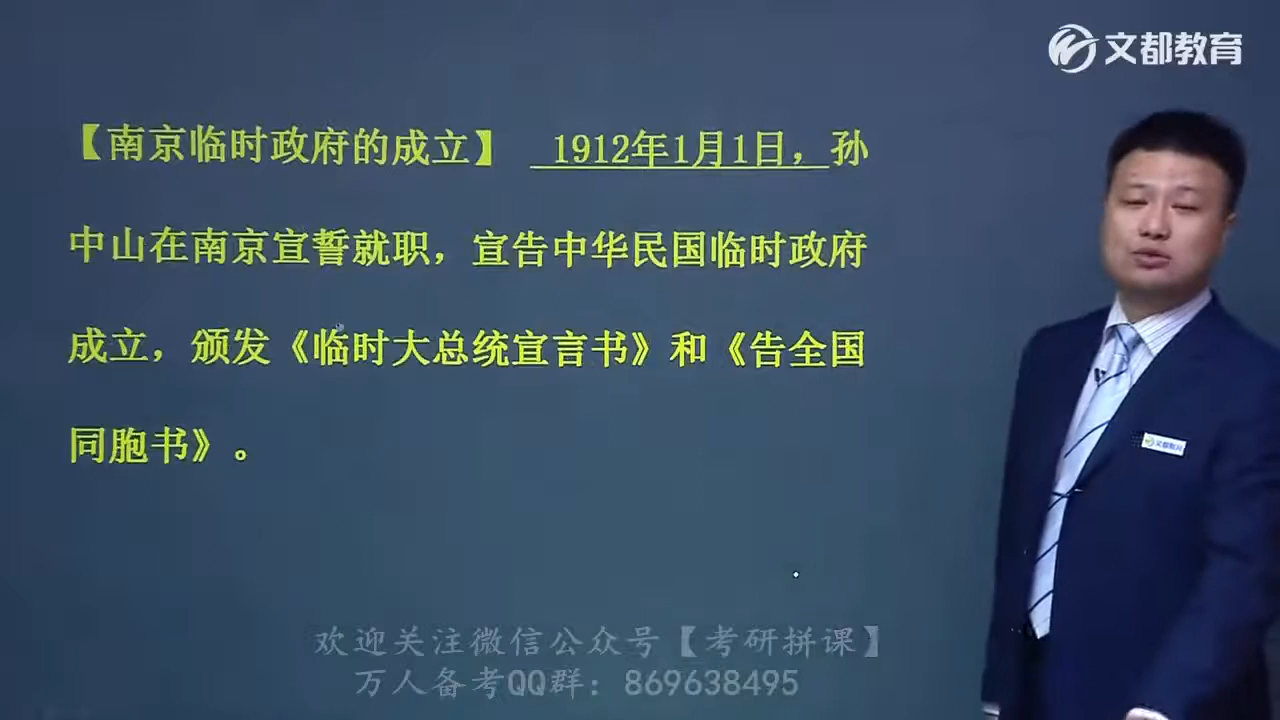 文都教育
【南京临时政府的成立】 1912年1月1日，孙
中山在南京宣誓就职，宣告中华民国临时政府
成立，颁发《临时大总统宣言书》和《告全国
同胞书》。
文都教育
欢迎关注微信公众号【考研拼课】
万人备考QQ群：869638495